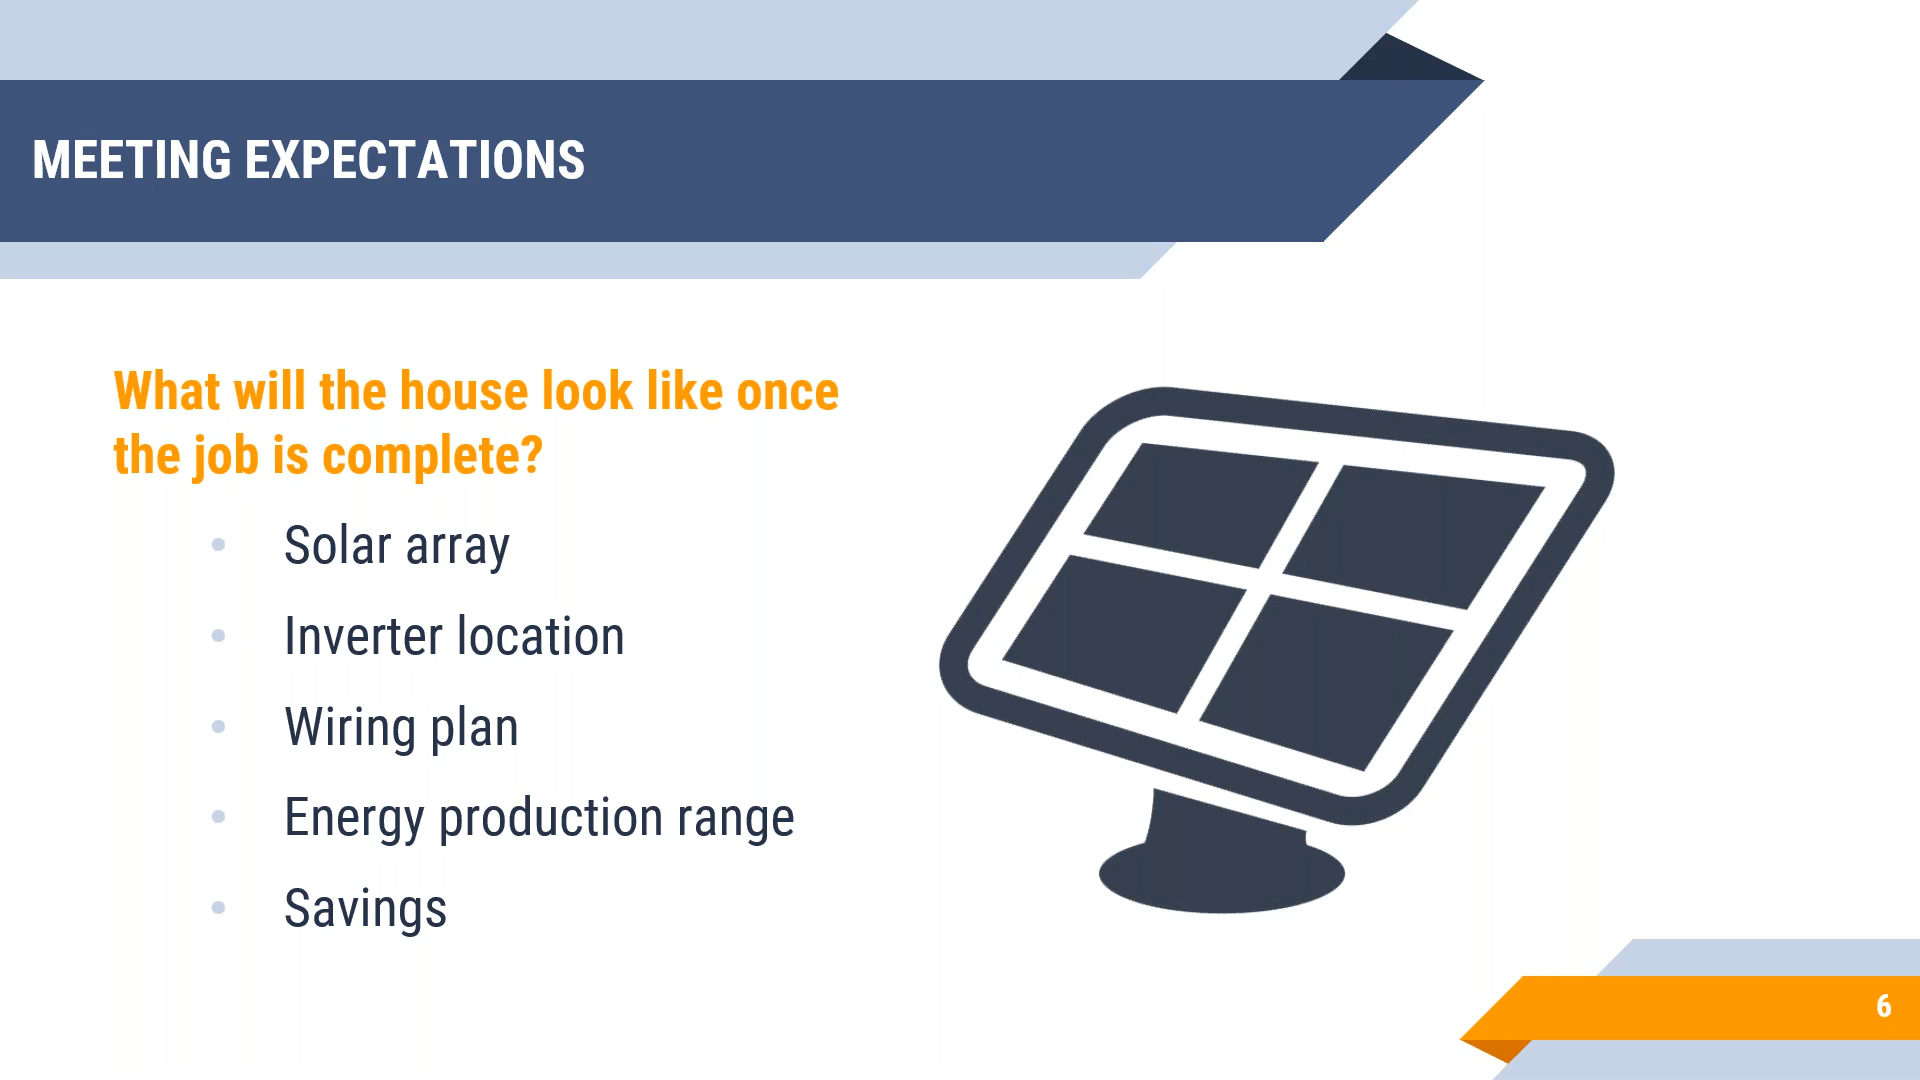 MEETING EXPECTATIONS
What will the house look like once
the job is complete?
• Solar array
• Inverter location
• Wiring plan
• Energy production range
• Savings
6